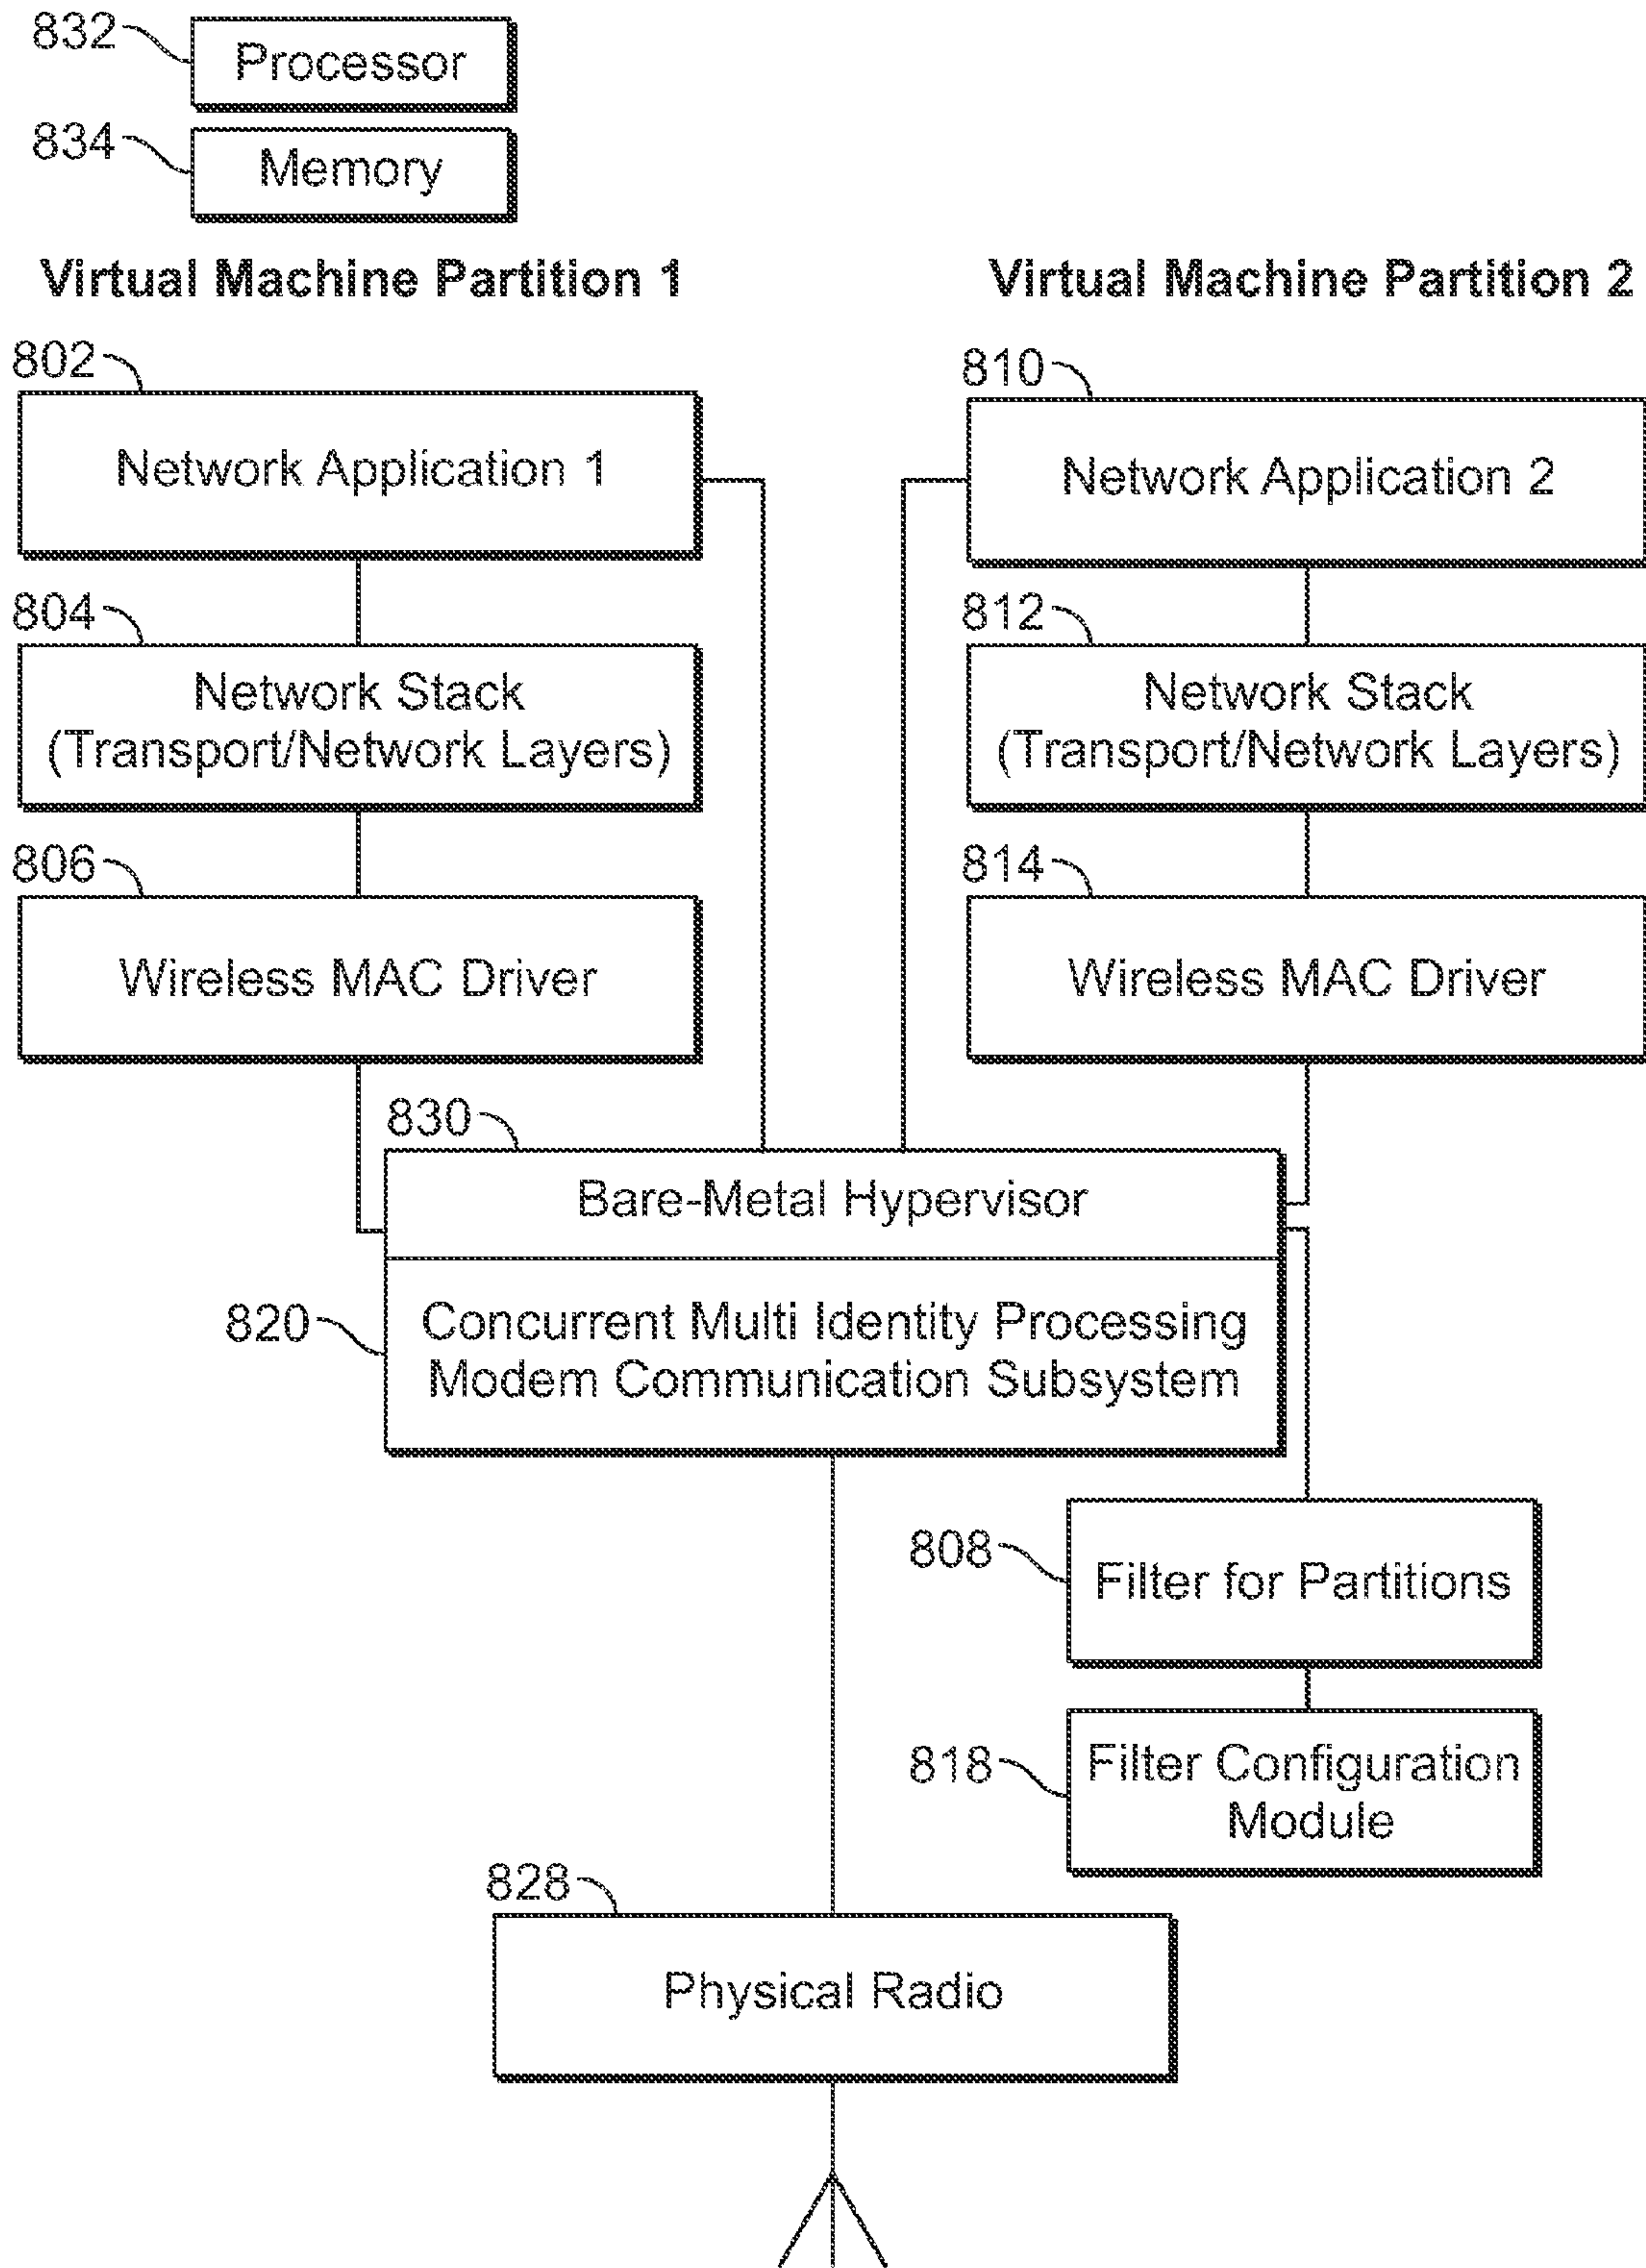 832
Processor
834
Memory
Virtual Machine Partition 1
Virtual Machine Partition 2
802
Network Application 1
810
Network Application 2
804
Network Stack
(Transport/Network Layers)
812
Network Stack
(Transport/Network Layers)
806
Wireless MAC Driver
814
Wireless MAC Driver
830
Bare-Metal Hypervisor
820
Concurrent Multi Identity Processing
Modem Communication Subsystem
808
Filter for Partitions
818
Filter Configuration
Module
828
Physical Radio